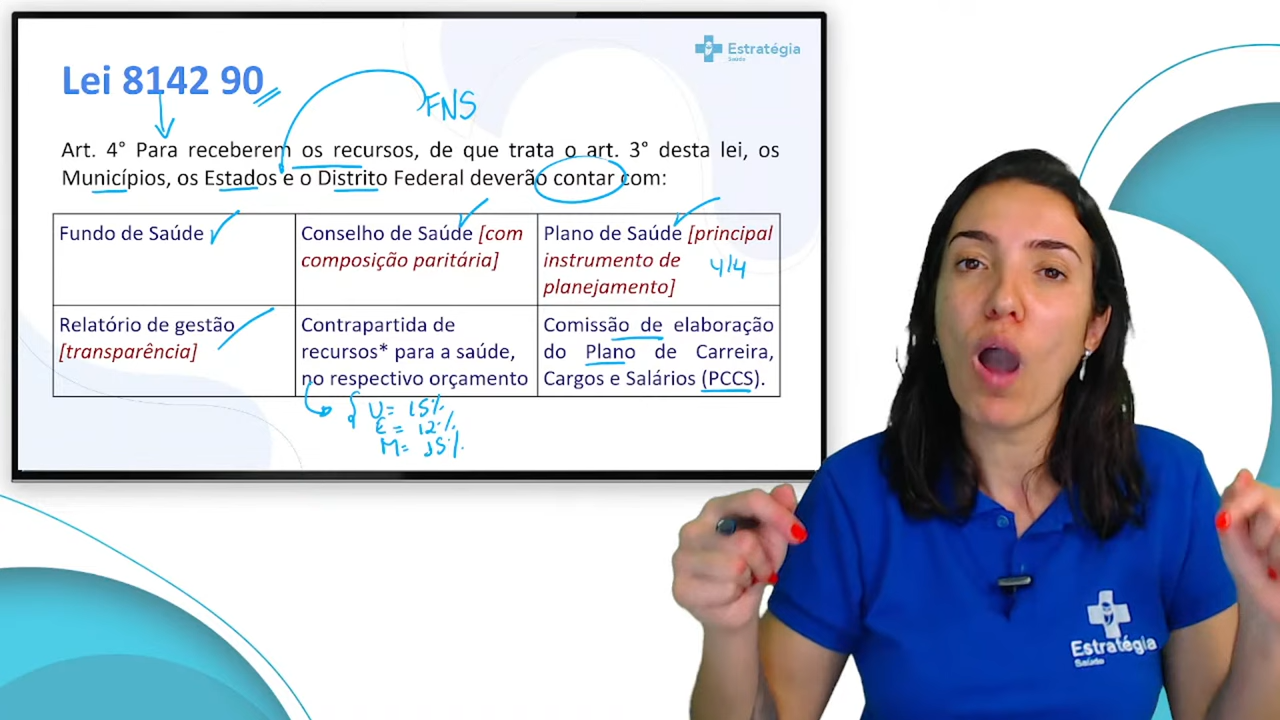 Estratégia
Saúde
Lei 8142 90
FNS
Art. 4° Para receberem os recursos, de que trata o art. 3° desta lei, os
Municípios, os Estados e o Distrito Federal deverão contar com:
Fundo de Saúde
Conselho de Saúde [com
composição paritária]
Plano de Saúde [principal
instrumento de
planejamento]
4/4
Relatório de gestão
[transparência]
Contrapartida de
recursos* para a saúde,
no respectivo orçamento
Comissão de elaboração
do Plano de Carreira,
Cargos e Salários (PCCS).
U= 15%
E = 12%
M= 15%
Estratégia
Saúde